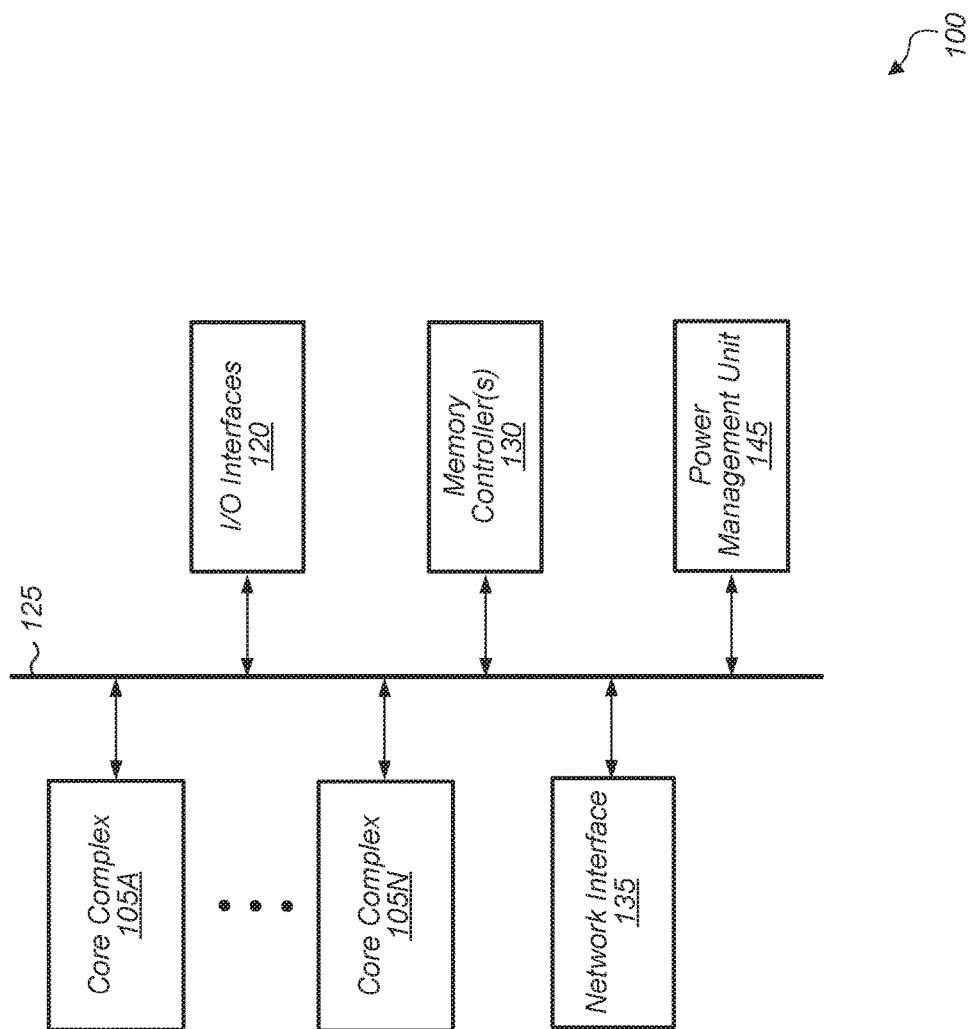 100
125
I/O Interfaces
120
Memory
Controller(s)
130
Power
Management Unit
145
Core Complex
105A
Core Complex
105N
Network Interface
135